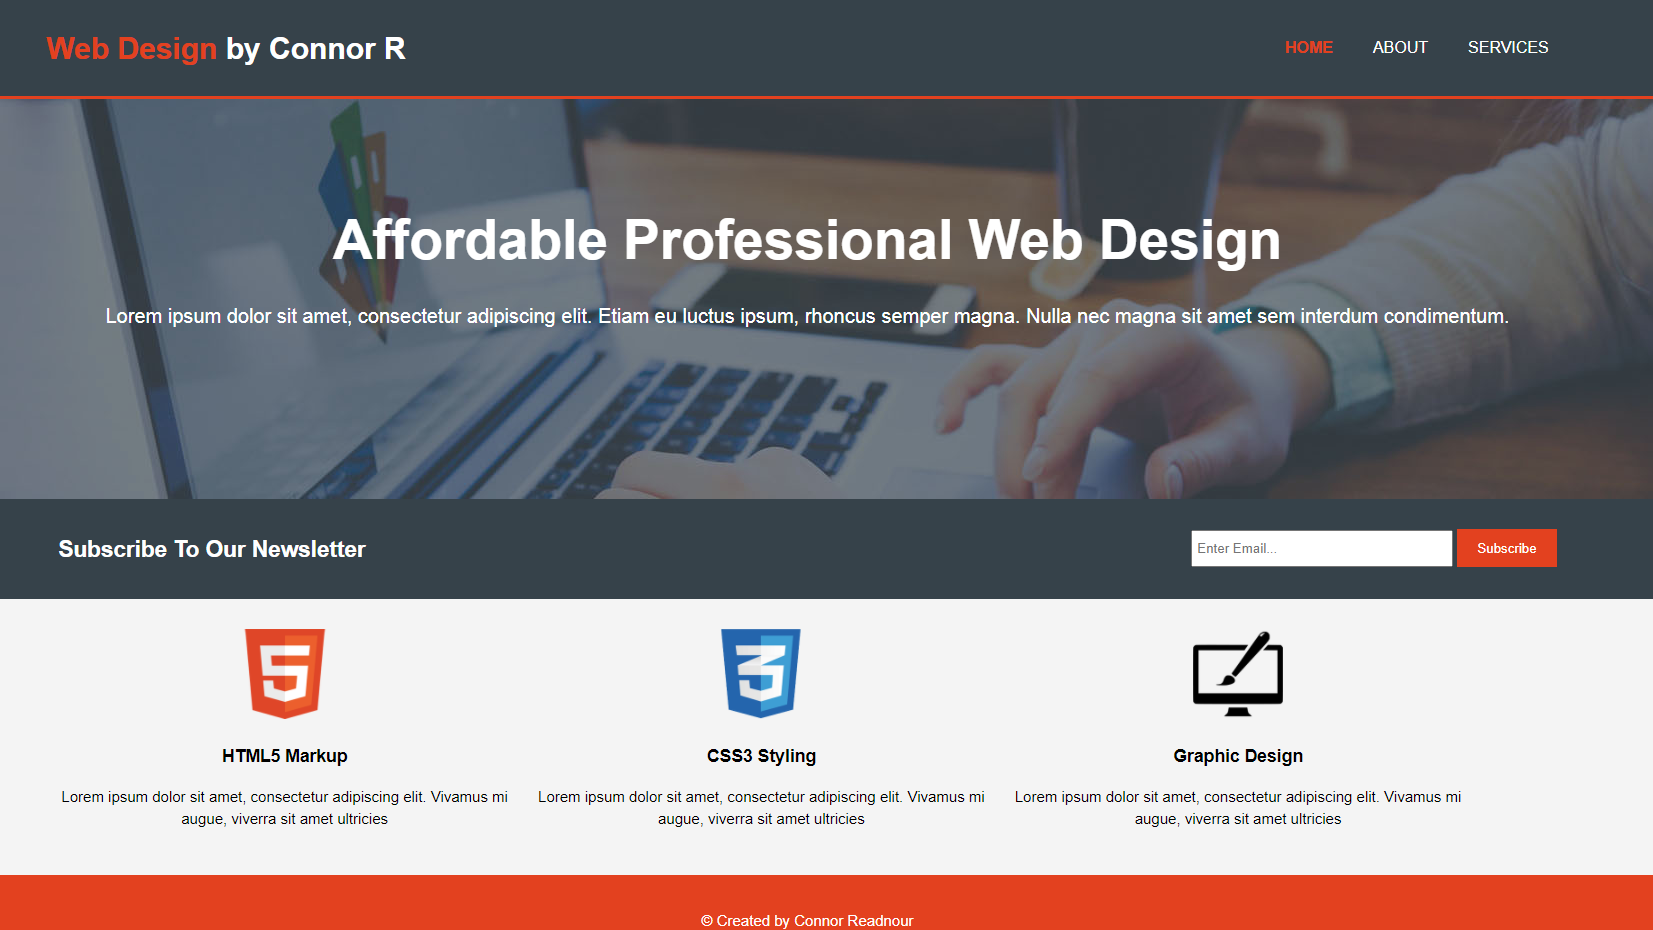 Web Design by Connor R
HOME ABOUT SERVICES
Affordable Professional Web Design
Lorem ipsum dolor sit amet, consectetur adipiscing elit. Etiam eu luctus ipsum, rhoncus semper magna. Nulla nec magna sit amet sem interdum condimentum.
Subscribe To Our Newsletter
Enter Email...
Subscribe
HTML5 Markup
Lorem ipsum dolor sit amet, consectetur adipiscing elit. Vivamus mi
augue, viverra sit amet ultricies
CSS3 Styling
Lorem ipsum dolor sit amet, consectetur adipiscing elit. Vivamus mi
augue, viverra sit amet ultricies
Graphic Design
Lorem ipsum dolor sit amet, consectetur adipiscing elit. Vivamus mi
augue, viverra sit amet ultricies
© Created by Connor Readnour